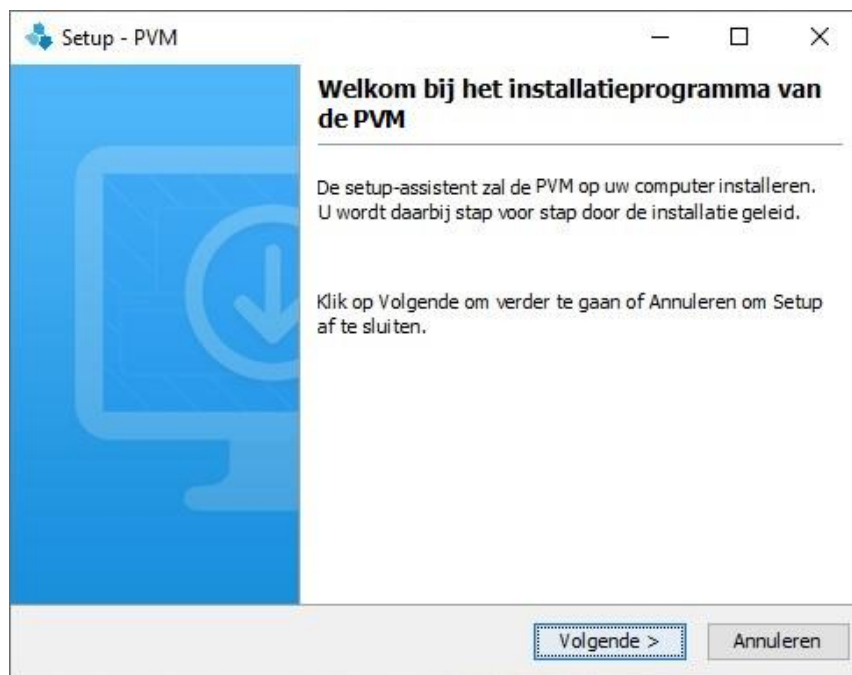 Setup - PVM
Welkom bij het installatieprogramma van
de PVM
De setup-assistent zal de PVM op uw computer installeren.
U wordt daarbij stap voor stap door de installatie geleid.
Klik op Volgende om verder te gaan of Annuleren om Setup
af te sluiten.
Volgende >
Annuleren